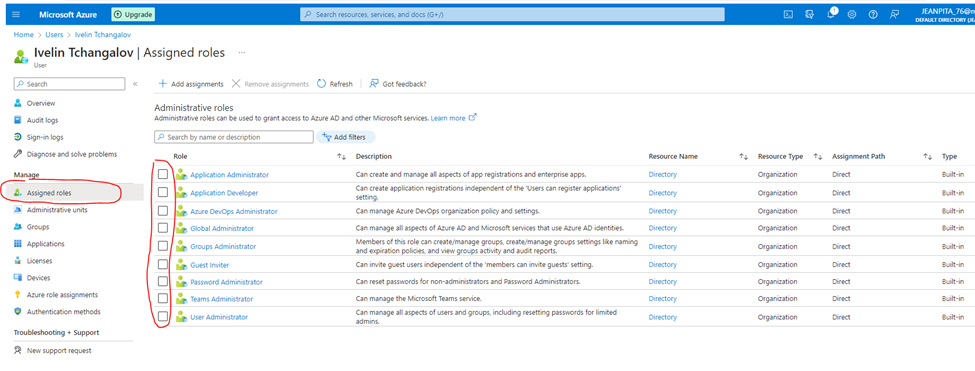 Microsoft Azure
Upgrade
Search resources, services, and docs (G+/)
1
JEANPITA_76@m
DEFAULT DIRECTORY (JE
Home > Users > Ivelin Tchangalov
Ivelin Tchangalov | Assigned roles ...
User
Search
«
Overview
Audit logs
Sign-in logs
Diagnose and solve problems
Manage
Assigned roles
Administrative units
Groups
Applications
Licenses
Devices
Azure role assignments
Authentication methods
Troubleshooting + Support
New support request
Add assignments Remove assignments Refresh Got feedback?
Administrative roles
Administrative roles can be used to grant access to Azure AD and other Microsoft services. Learn more
Search by name or description Add filters
Role Description Resource Name Resource Type Assignment Path Type
Application Administrator Can create and manage all aspects of app registrations and enterprise apps. Directory Organization Direct Built-in
Application Developer Can create application registrations independent of the 'Users can register applications' Directory Organization Direct Built-in
setting.
Azure DevOps Administrator Can manage Azure DevOps organization policy and settings. Directory Organization Direct Built-in
Global Administrator Can manage all aspects of Azure AD and Microsoft services that use Azure AD identities. Directory Organization Direct Built-in
Groups Administrator Members of this role can create/manage groups, create/manage groups settings like naming Directory Organization Direct Built-in
and expiration policies, and view groups activity and audit reports.
Guest Inviter Can invite guest users independent of the 'members can invite guests' setting. Directory Organization Direct Built-in
Password Administrator Can reset passwords for non-administrators and Password Administrators. Directory Organization Direct Built-in
Teams Administrator Can manage the Microsoft Teams service. Directory Organization Direct Built-in
User Administrator Can manage all aspects of users and groups, including resetting passwords for limited Directory Organization Direct Built-in
admins.